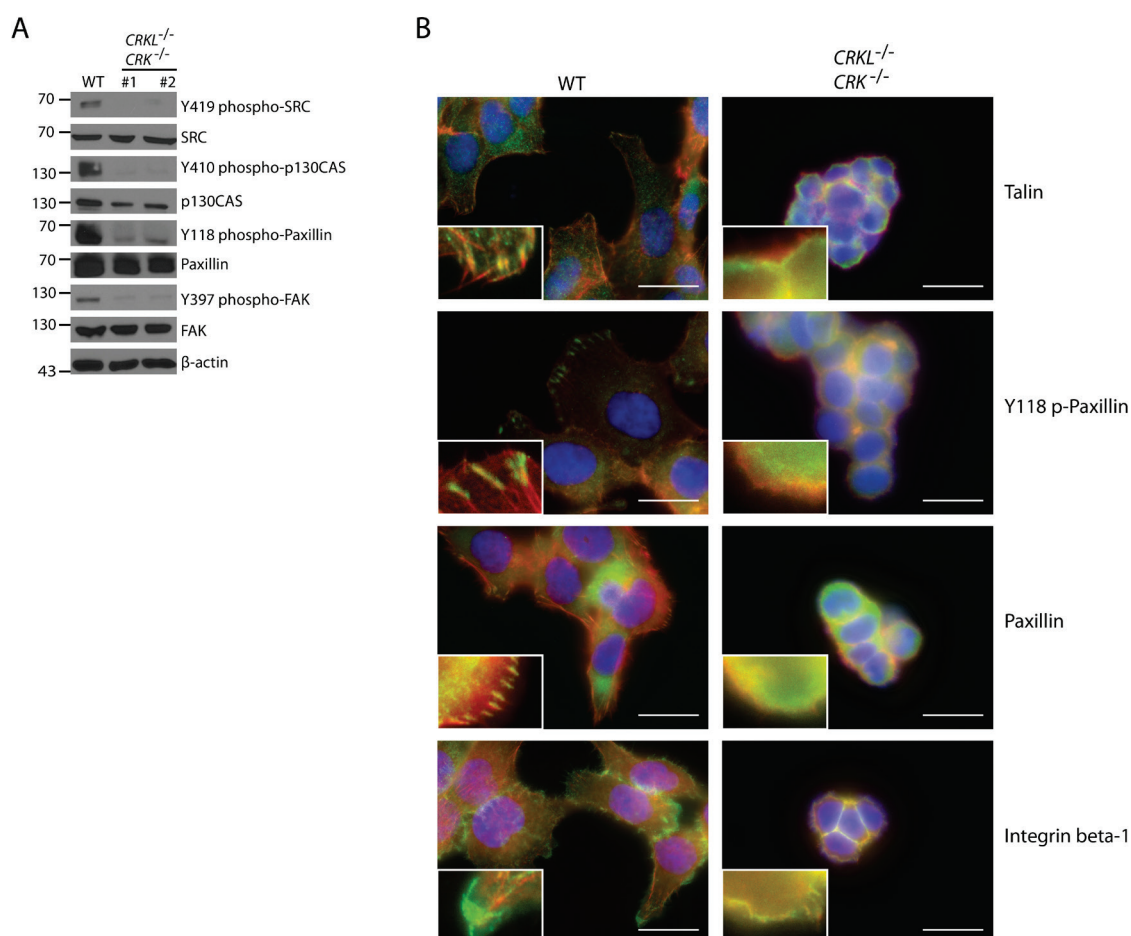 A
CRKL-/-
CRK-/-
WT
#1
#2
70
Y419 phospho-SRC
70
SRC
130
Y410 phospho-p130CAS
130
p130CAS
70
Y118 phospho-Paxillin
70
Paxillin
130
Y397 phospho-FAK
130
FAK
43
β-actin
B
WT
CRKL-/-
CRK-/-
Talin
Y118 p-Paxillin
Paxillin
Integrin beta-1